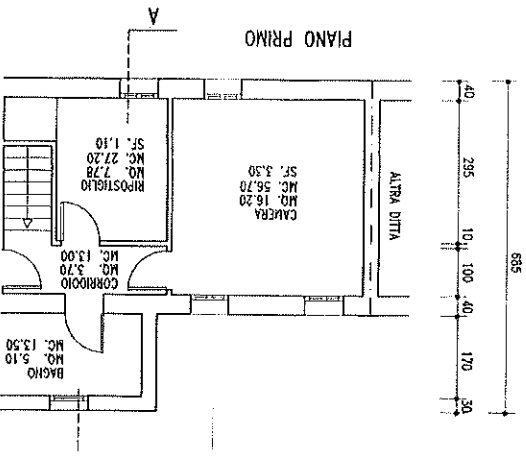 PIANO PRIMO
A
BAGNO
MQ. 5.10
MC. 13.50
CORRIDOIO
MQ. 3.70
MC. 13.00
CAMERA
MQ. 16.20
MC. 56.70
SF. 3.30
RIPOSTIGLIO
MQ. 7.78
MC. 27.20
SF. 1.10
ALTRA DITTA
40
295
10
100
40
170
30
685